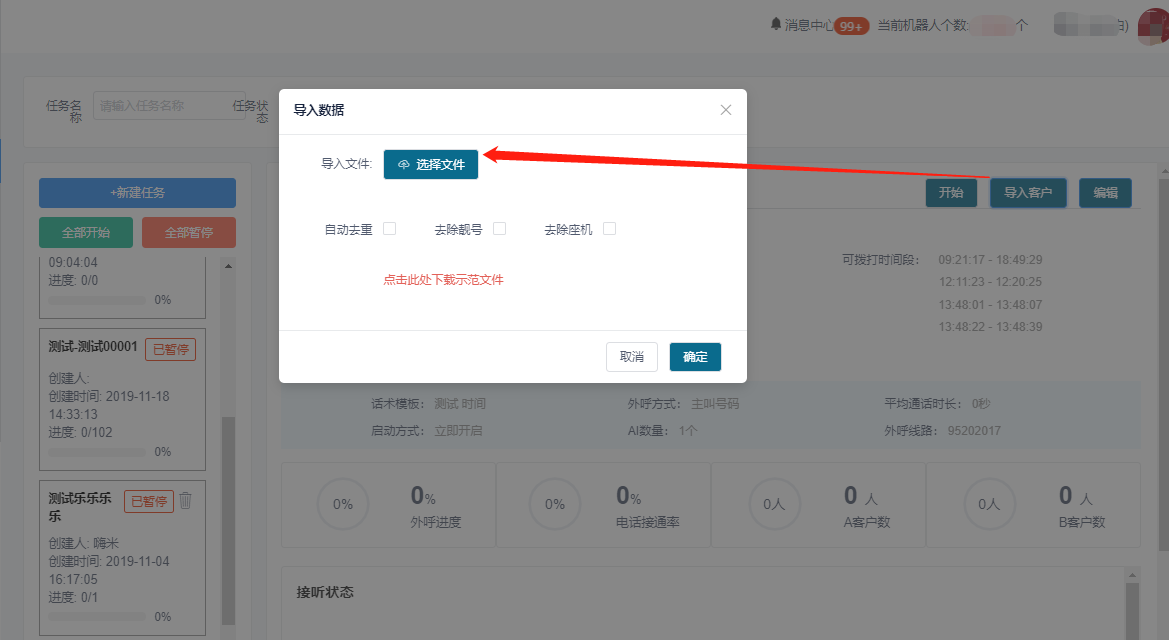 消息中心 99+ 当前机器人个数: 个
任务名称 请输入任务名称 任务状态
导入数据
导入文件: 选择文件
自动去重 去除靓号 去除座机
点击此处下载示范文件
取消 确定
+新建任务
全部开始 全部暂停
09:04:04
进度: 0/0
0%
测试-测试00001 已暂停
创建人:
创建时间: 2019-11-18
14:33:13
进度: 0/102
0%
测试乐乐乐
乐
已暂停
创建人: 嗨米
创建时间: 2019-11-04
16:17:05
进度: 0/1
0%
开始 导入客户 编辑
可拨打时间段: 09:21:17 - 18:49:29
12:11:23 - 12:20:25
13:48:01 - 13:48:07
13:48:22 - 13:48:39
话术模板: 测试 时间 外呼方式: 主叫号码 平均通话时长: 0秒
启动方式: 立即开启 AI数量: 1个 外呼线路: 95202017
0% 0% 外呼进度
0% 0% 电话接通率
0人 0 人 A客户数
0人 0 人 B客户数
接听状态